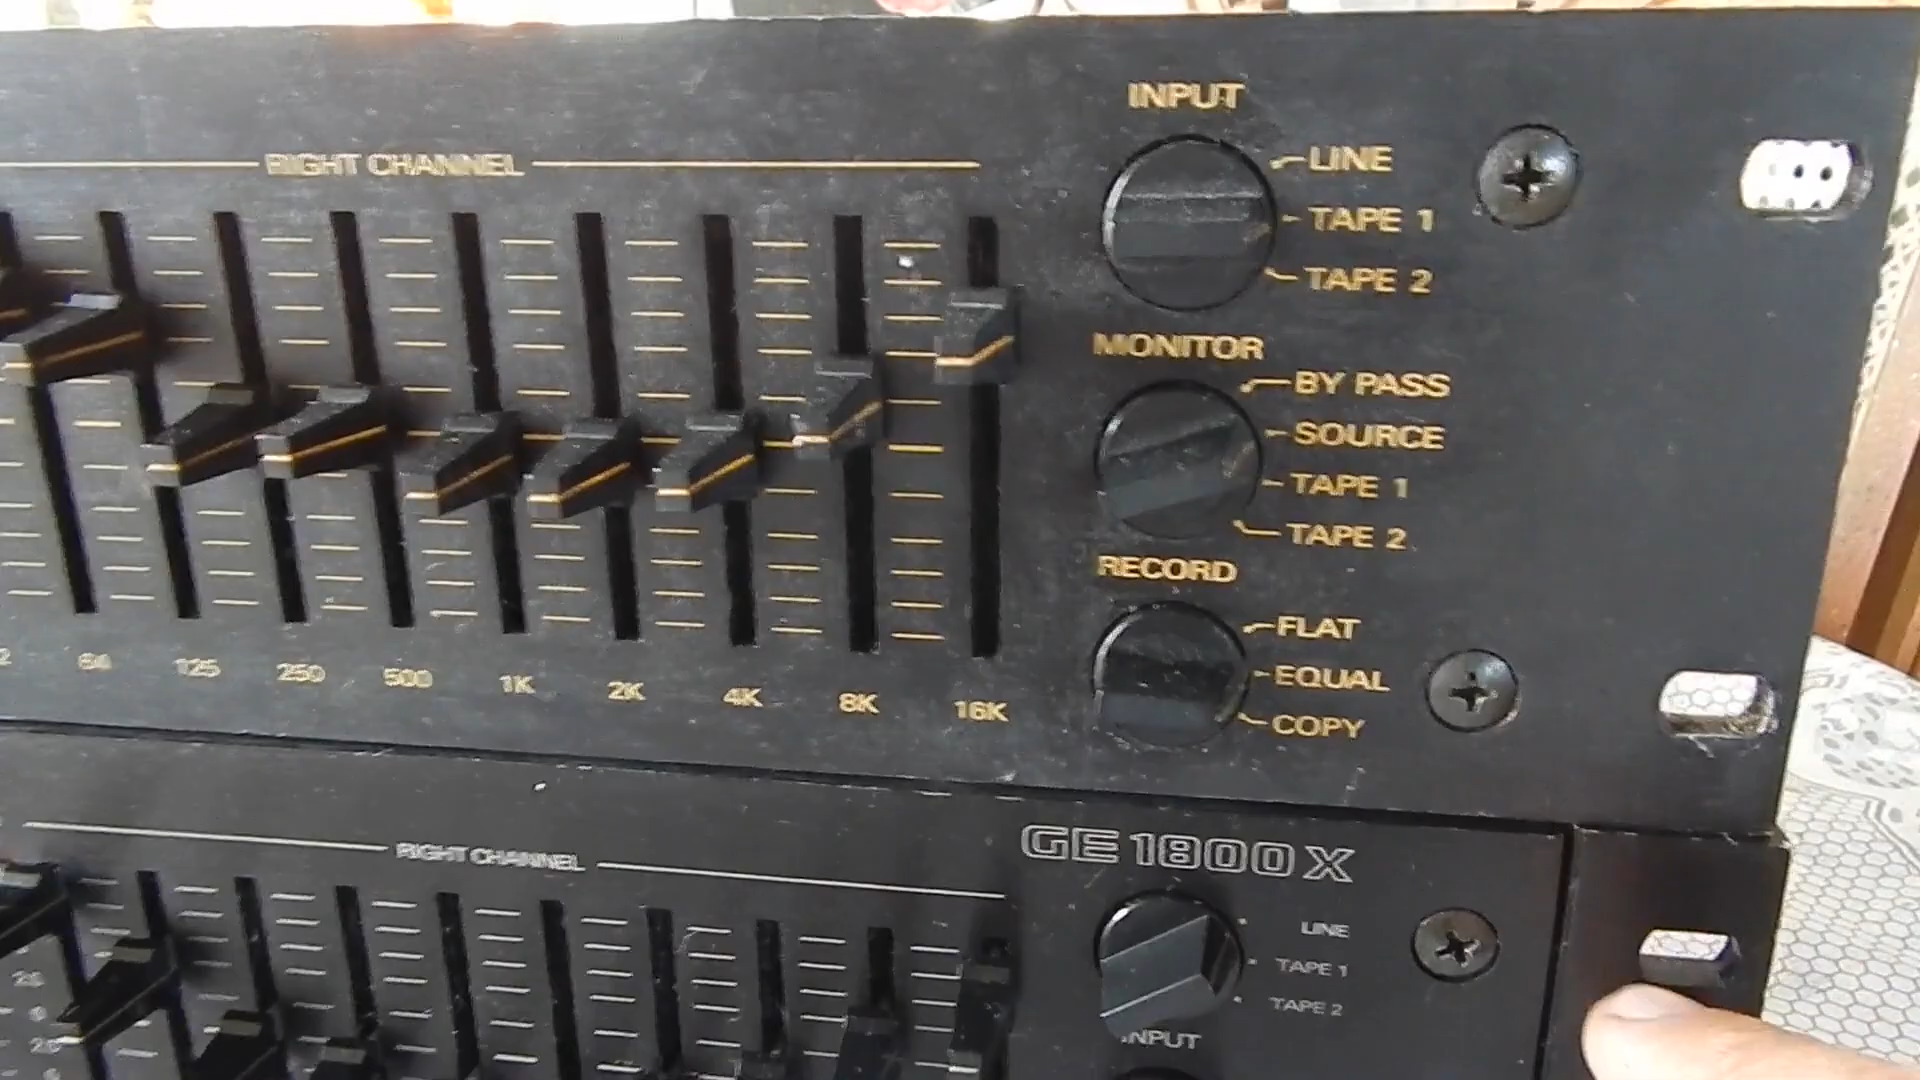 RIGHT CHANNEL
INPUT
LINE
TAPE 1
TAPE 2
MONITOR
BY PASS
SOURCE
TAPE 1
TAPE 2
RECORD
FLAT
EQUAL
COPY
64 125 250 500 1K 2K 4K 8K 16K
RIGHT CHANNEL
GE 1800 X
LINE
TAPE 1
TAPE 2
INPUT